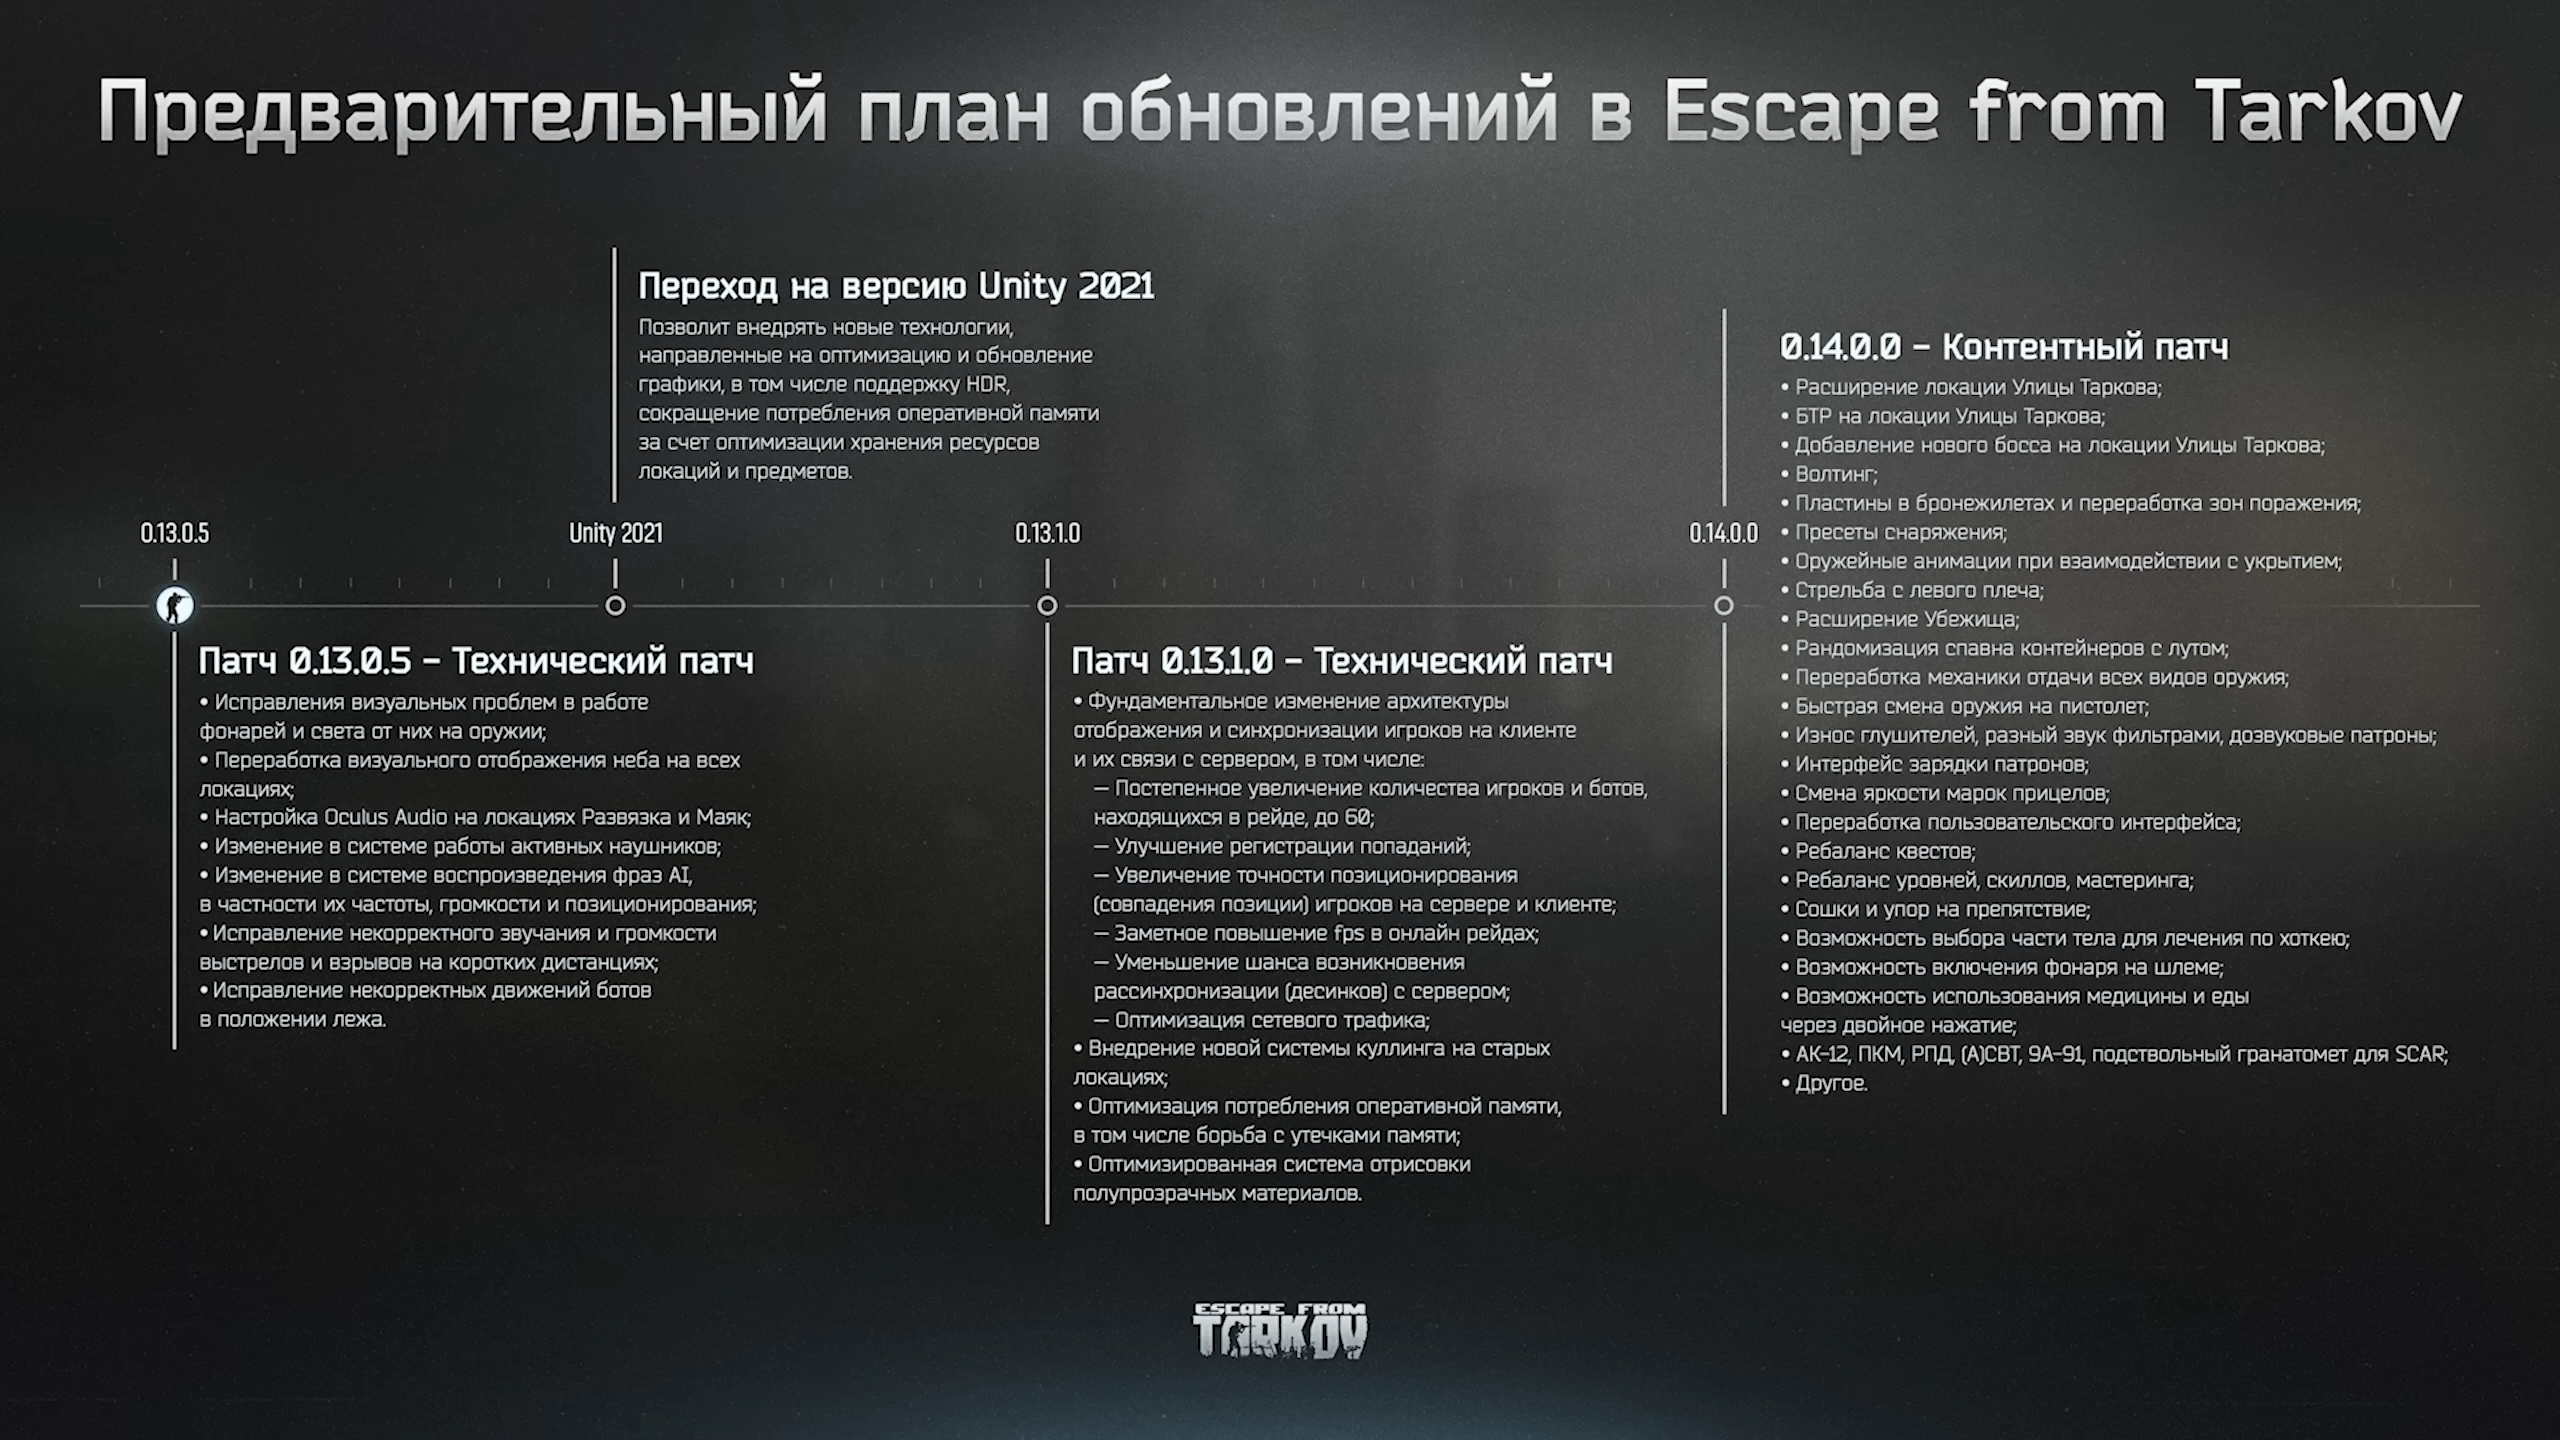 Предварительный план обновлений в Escape from Tarkov
Переход на версию Unity 2021
Позволит внедрять новые технологии,
направленные на оптимизацию и обновление
графики, в том числе поддержку HDR,
сокращение потребления оперативной памяти
за счет оптимизации хранения ресурсов
локаций и предметов.
0.13.0.5
Unity 2021
0.13.1.0
0.14.0.0
Патч 0.13.0.5 – Технический патч
• Исправления визуальных проблем в работе
фонарей и света от них на оружии;
• Переработка визуального отображения неба на всех
локациях;
• Настройка Oculus Audio на локациях Развязка и Маяк;
• Изменение в системе работы активных наушников;
• Изменение в системе воспроизведения фраз AI,
в частности их частоты, громкости и позиционирования;
• Исправление некорректного звучания и громкости
выстрелов и взрывов на коротких дистанциях;
• Исправление некорректных движений ботов
в положении лежа.
Патч 0.13.1.0 – Технический патч
• Фундаментальное изменение архитектуры
отображения и синхронизации игроков на клиенте
и их связи с сервером, в том числе:
— Постепенное увеличение количества игроков и ботов,
находящихся в рейде, до 60;
— Улучшение регистрации попаданий;
— Увеличение точности позиционирования
(совпадения позиции) игроков на сервере и клиенте;
— Заметное повышение fps в онлайн рейдах;
— Уменьшение шанса возникновения
рассинхронизации (десинков) с сервером;
— Оптимизация сетевого трафика;
• Внедрение новой системы куллинга на старых
локациях;
• Оптимизация потребления оперативной памяти,
в том числе борьба с утечками памяти;
• Оптимизированная система отрисовки
полупрозрачных материалов.
0.14.0.0 – Контентный патч
• Расширение локации Улицы Таркова;
• БТР на локации Улицы Таркова;
• Добавление нового босса на локации Улицы Таркова;
• Волтинг;
• Пластины в бронежилетах и переработка зон поражения;
• Пресеты снаряжения;
• Оружейные анимации при взаимодействии с укрытием;
• Стрельба с левого плеча;
• Расширение Убежища;
• Рандомизация спавна контейнеров с лутом;
• Переработка механики отдачи всех видов оружия;
• Быстрая смена оружия на пистолет;
• Износ глушителей, разный звук фильтрами, дозвуковые патроны;
• Интерфейс зарядки патронов;
• Смена яркости марок прицелов;
• Переработка пользовательского интерфейса;
• Ребаланс квестов;
• Ребаланс уровней, скиллов, мастеринга;
• Сошки и упор на препятствие;
• Возможность выбора части тела для лечения по хоткею;
• Возможность включения фонаря на шлеме;
• Возможность использования медицины и еды
через двойное нажатие;
• АК-12, ПКМ, РПД, (А)СВТ, 9А-91, подствольный гранатомет для SCAR;
• Другое.
ESCAPE FROM
TARKOV